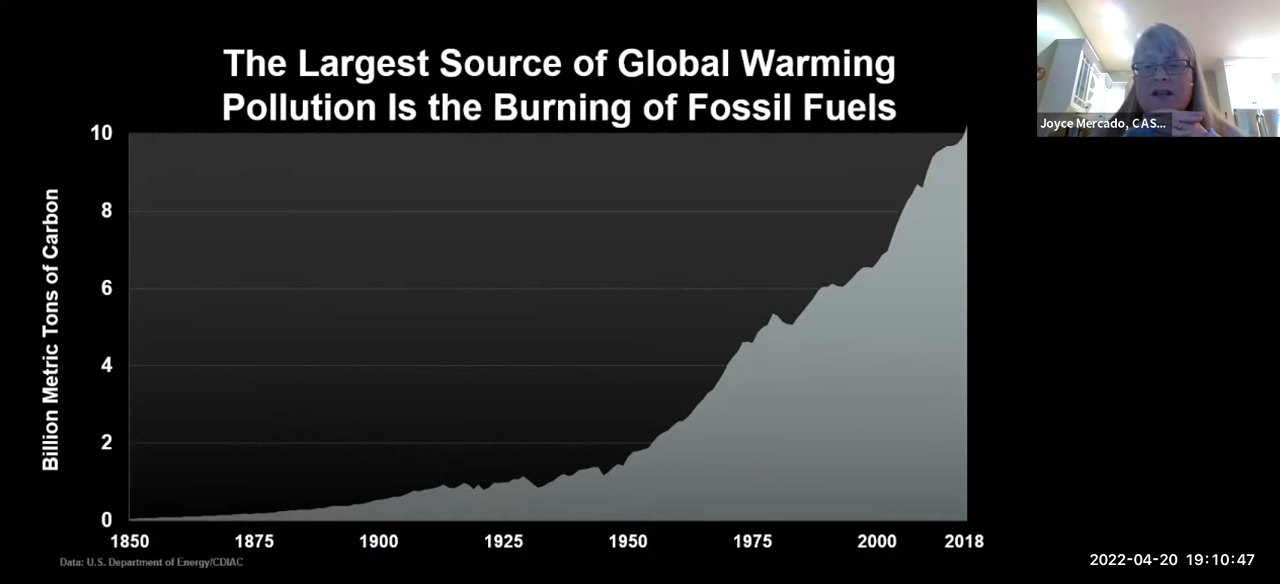 The Largest Source of Global Warming
Pollution Is the Burning of Fossil Fuels
Joyce Mercado, CAS...
Billion Metric Tons of Carbon
10
8
6
4
2
0
1850 1875 1900 1925 1950 1975 2000 2018
Data: U.S. Department of Energy/CDIAC
2022-04-20 19:10:47